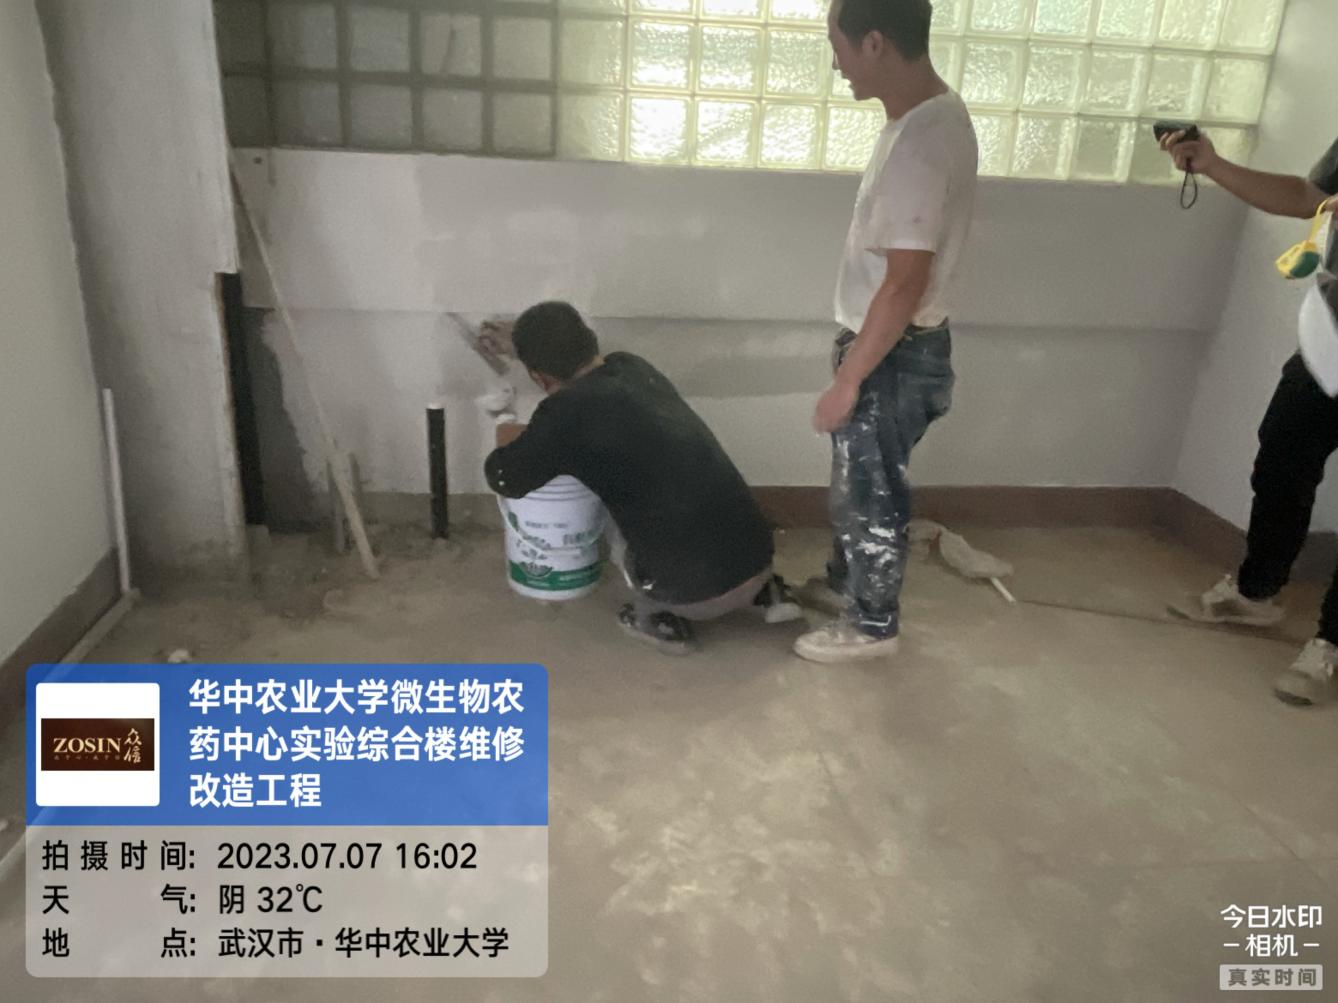 华中农业大学微生物农
药中心实验综合楼维修
改造工程
ZOSIN 众信
拍摄时间: 2023.07.07 16:02
天气: 阴 32℃
地点: 武汉市·华中农业大学
今日水印
-相机-
真实时间